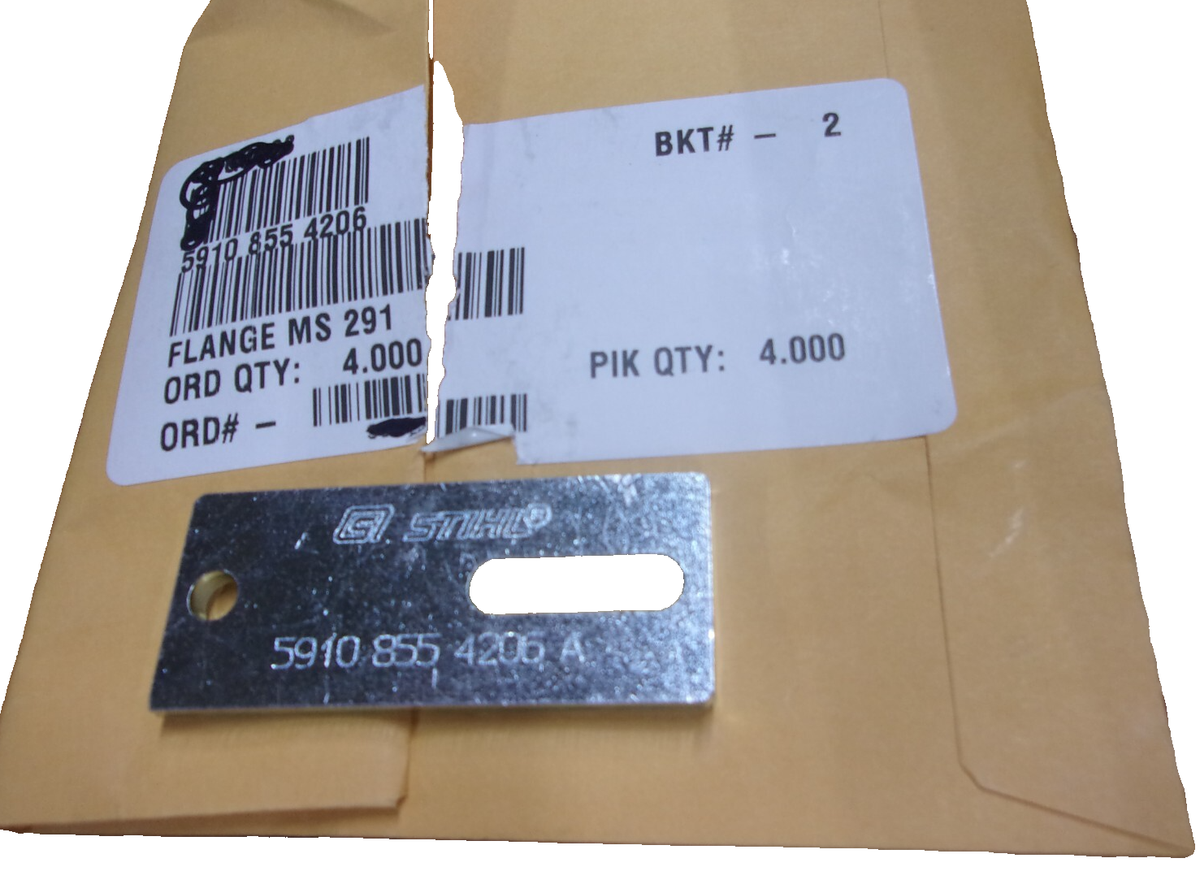 BKT# - 2
5910 855 4206
FLANGE MS 291
ORD QTY: 4.000 PIK QTY: 4.000
ORD# -
STIHL®
5910 855 4206 A